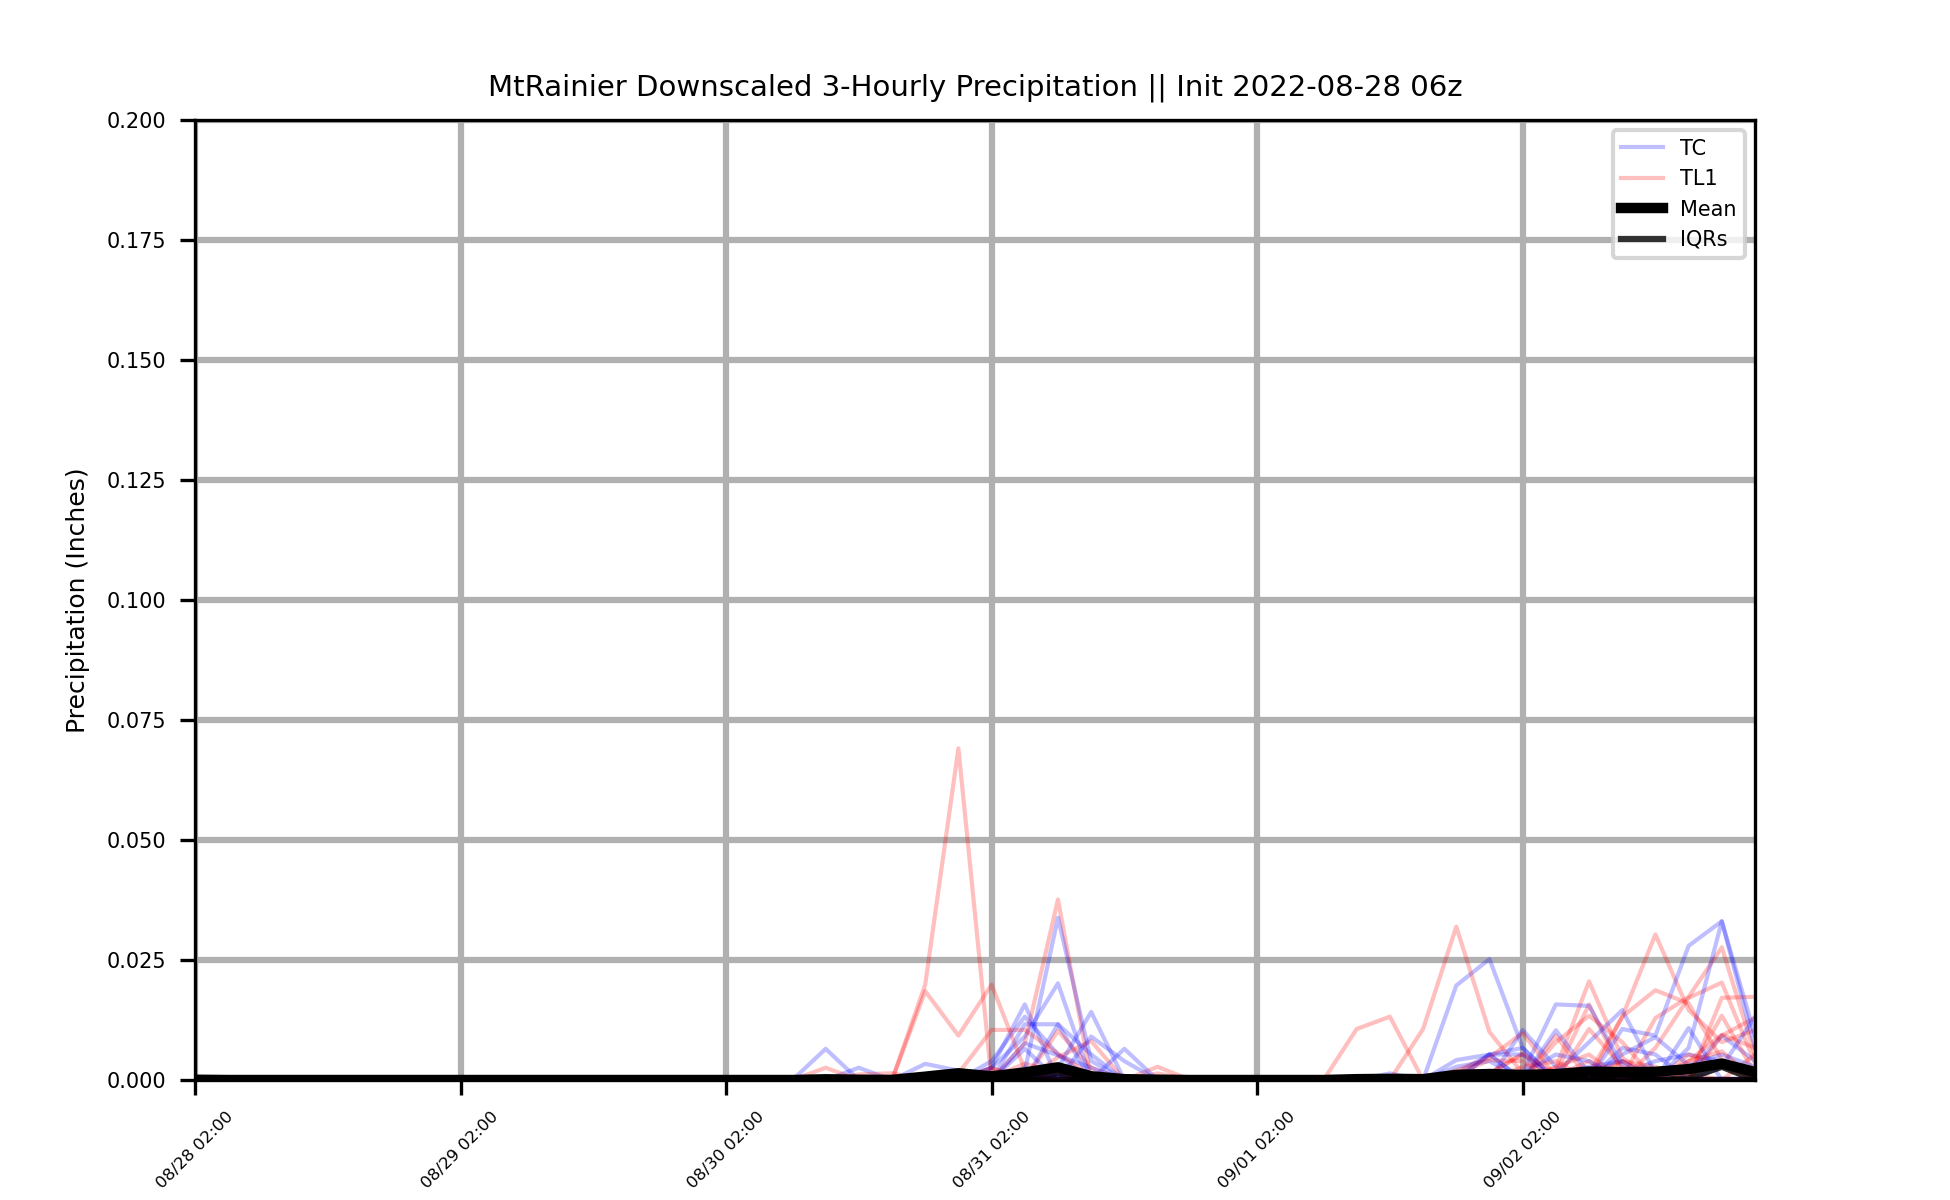 MtRainier Downscaled 3-Hourly Precipitation || Init 2022-08-28 06z
TC
TL1
Mean
IQRs
Precipitation (Inches)
0.200
0.175
0.150
0.125
0.100
0.075
0.050
0.025
0.000
08/28 02:00
08/29 02:00
08/30 02:00
08/31 02:00
09/01 02:00
09/02 02:00